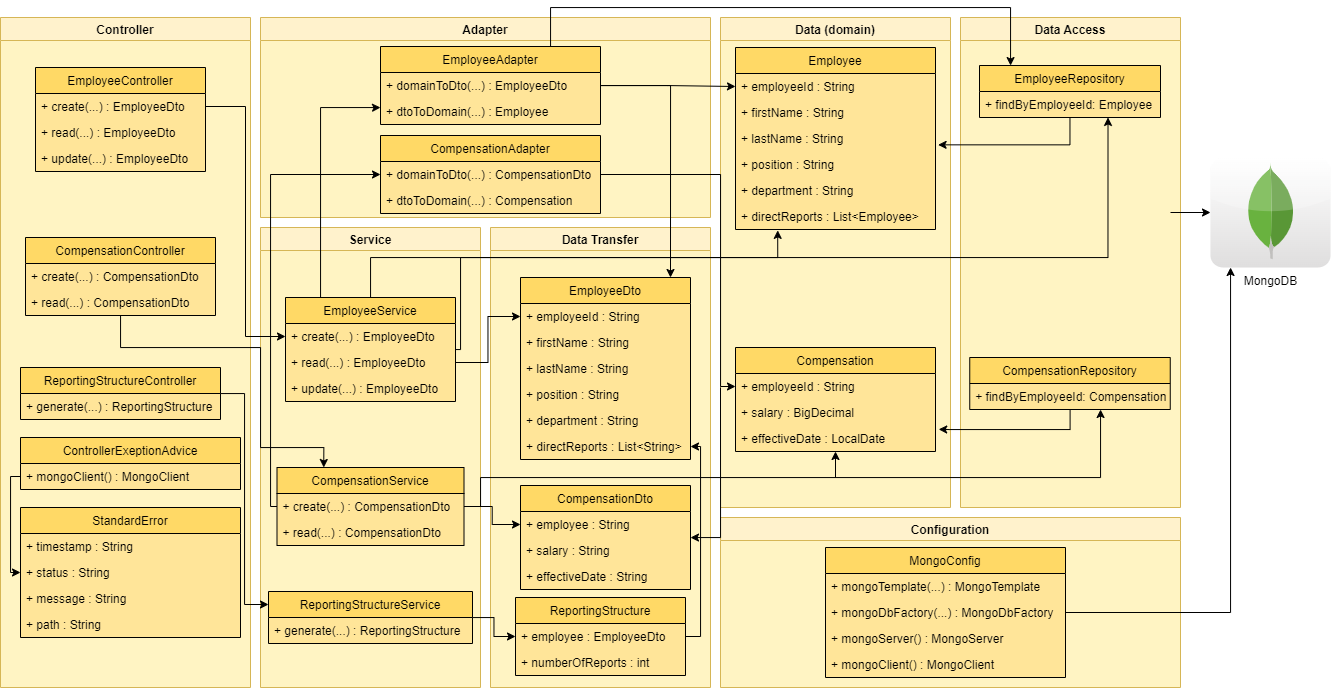 Controller
EmployeeController
+ create(...) : EmployeeDto
+ read(...) : EmployeeDto
+ update(...) : EmployeeDto
CompensationController
+ create(...) : CompensationDto
+ read(...) : CompensationDto
ReportingStructureController
+ generate(...) : ReportingStructure
ControllerExeptionAdvice
+ mongoClient() : MongoClient
StandardError
+ timestamp : String
+ status : String
+ message : String
+ path : String
Adapter
EmployeeAdapter
+ domainToDto(...) : EmployeeDto
+ dtoToDomain(...) : Employee
CompensationAdapter
+ domainToDto(...) : CompensationDto
+ dtoToDomain(...) : Compensation
Service
EmployeeService
+ create(...) : EmployeeDto
+ read(...) : EmployeeDto
+ update(...) : EmployeeDto
CompensationService
+ create(...) : CompensationDto
+ read(...) : CompensationDto
ReportingStructureService
+ generate(...) : ReportingStructure
Data Transfer
EmployeeDto
+ employeeId : String
+ firstName : String
+ lastName : String
+ position : String
+ department : String
+ directReports : List<String>
CompensationDto
+ employee : String
+ salary : String
+ effectiveDate : String
ReportingStructure
+ employee : EmployeeDto
+ numberOfReports : int
Data (domain)
Employee
+ employeeId : String
+ firstName : String
+ lastName : String
+ position : String
+ department : String
+ directReports : List<Employee>
Compensation
+ employeeId : String
+ salary : BigDecimal
+ effectiveDate : LocalDate
Data Access
EmployeeRepository
+ findByEmployeeId: Employee
CompensationRepository
+ findByEmployeeId: Compensation
Configuration
MongoConfig
+ mongoTemplate(...) : MongoTemplate
+ mongoDbFactory(...) : MongoDbFactory
+ mongoServer() : MongoServer
+ mongoClient() : MongoClient
MongoDB